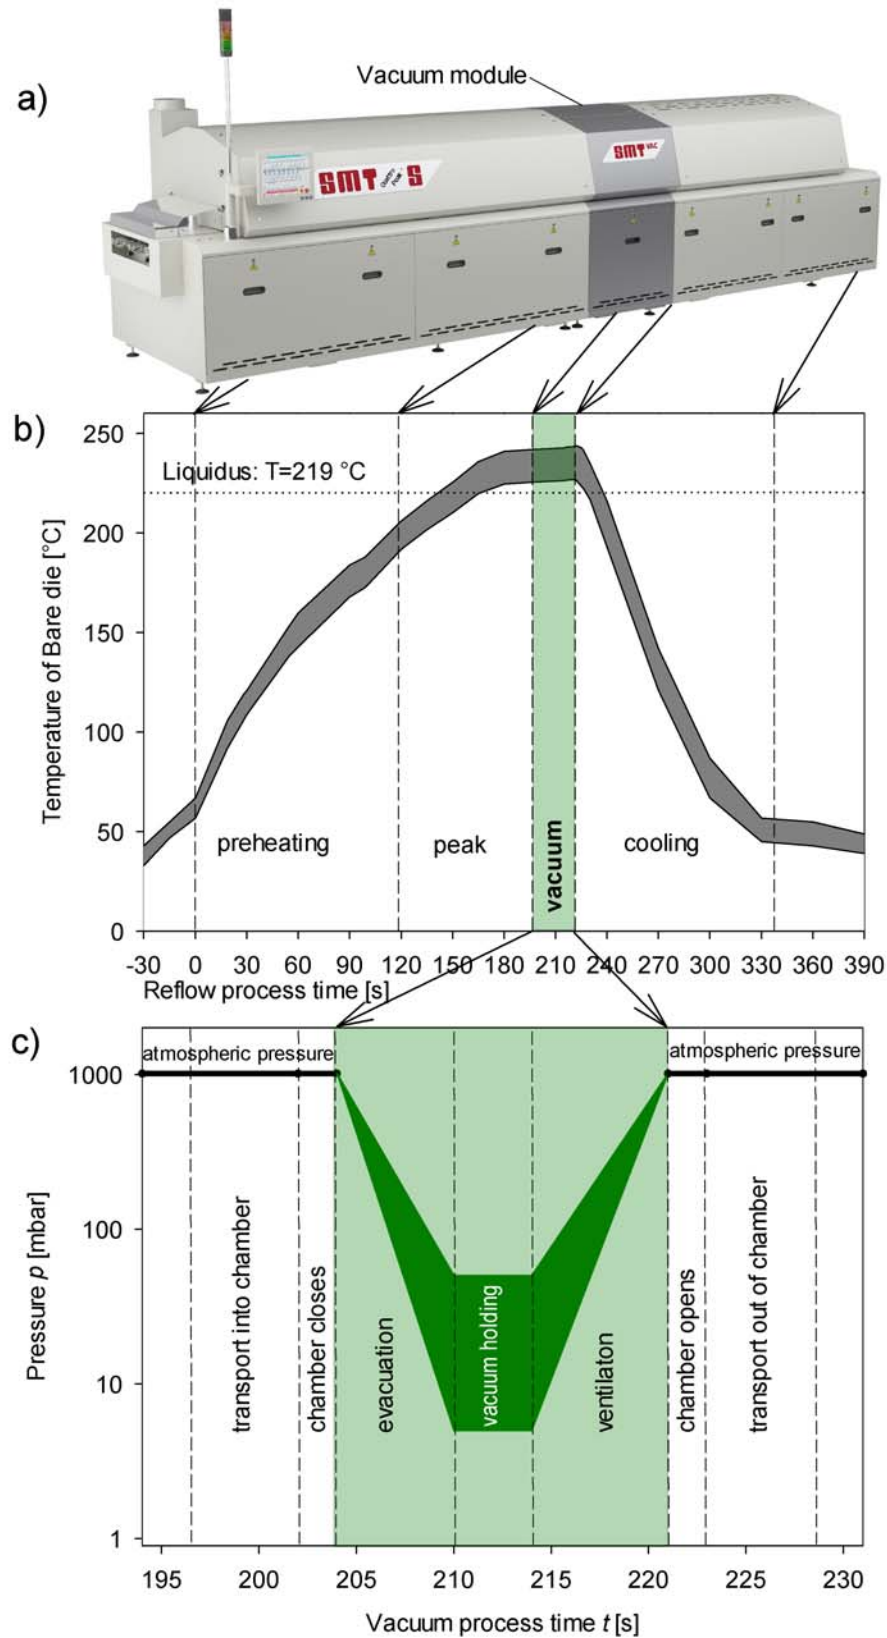 a)
Vacuum module
SMT
S
SMT VAC
b)
Temperature of Bare die [°C]
250
200
150
100
50
0
Liquidus: T=219 °C
preheating
peak
vacuum
cooling
-30 0 30 60 90 120 150 180 210 240 270 300 330 360 390
Reflow process time [s]
c)
Pressure p [mbar]
1000
100
10
1
atmospheric pressure
atmospheric pressure
transport into chamber
chamber closes
evacuation
vacuum holding
ventilaton
chamber opens
transport out of chamber
195 200 205 210 215 220 225 230
Vacuum process time t [s]